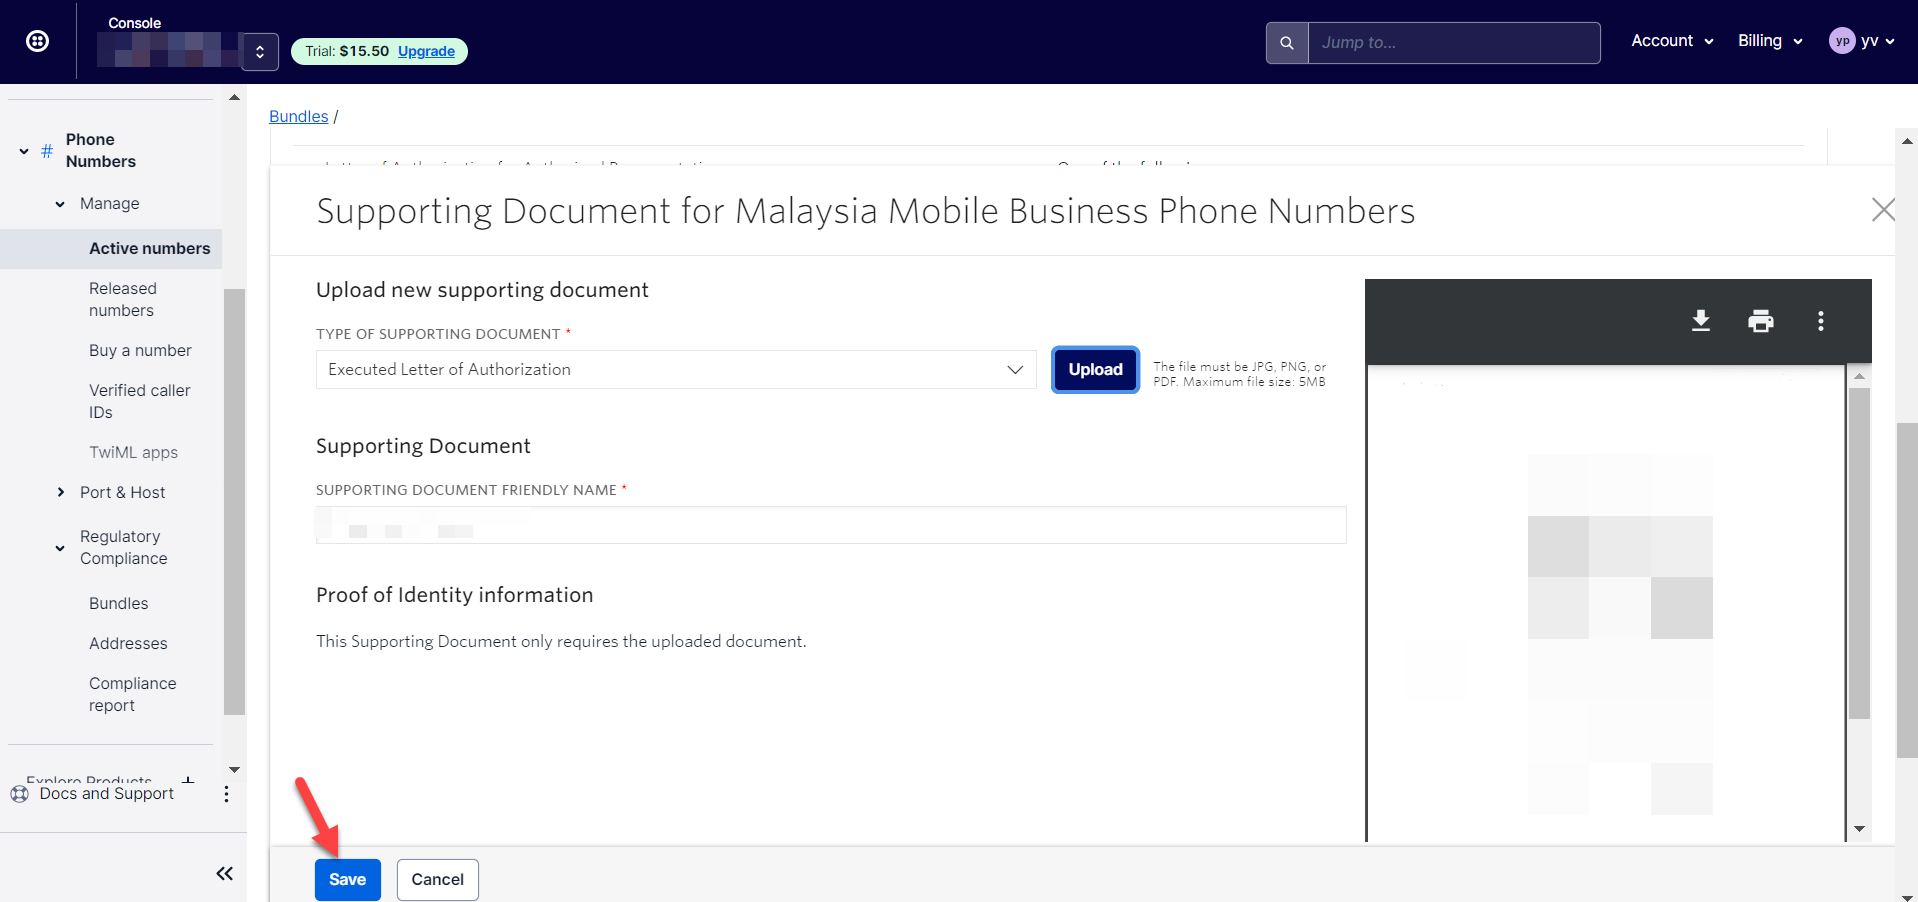 Console
Trial: $15.50 Upgrade
Jump to...
Account
Billing
yp
yv
Phone
Numbers
Manage
Active numbers
Released
numbers
Buy a number
Verified caller
IDs
TwiML apps
Port & Host
Regulatory
Compliance
Bundles
Addresses
Compliance
report
Explore Products
Docs and Support
Bundles /
Supporting Document for Malaysia Mobile Business Phone Numbers
Upload new supporting document
TYPE OF SUPPORTING DOCUMENT *
Executed Letter of Authorization
Upload
The file must be JPG, PNG, or
PDF. Maximum file size: 5MB
Supporting Document
SUPPORTING DOCUMENT FRIENDLY NAME *
Proof of Identity information
This Supporting Document only requires the uploaded document.
Save
Cancel